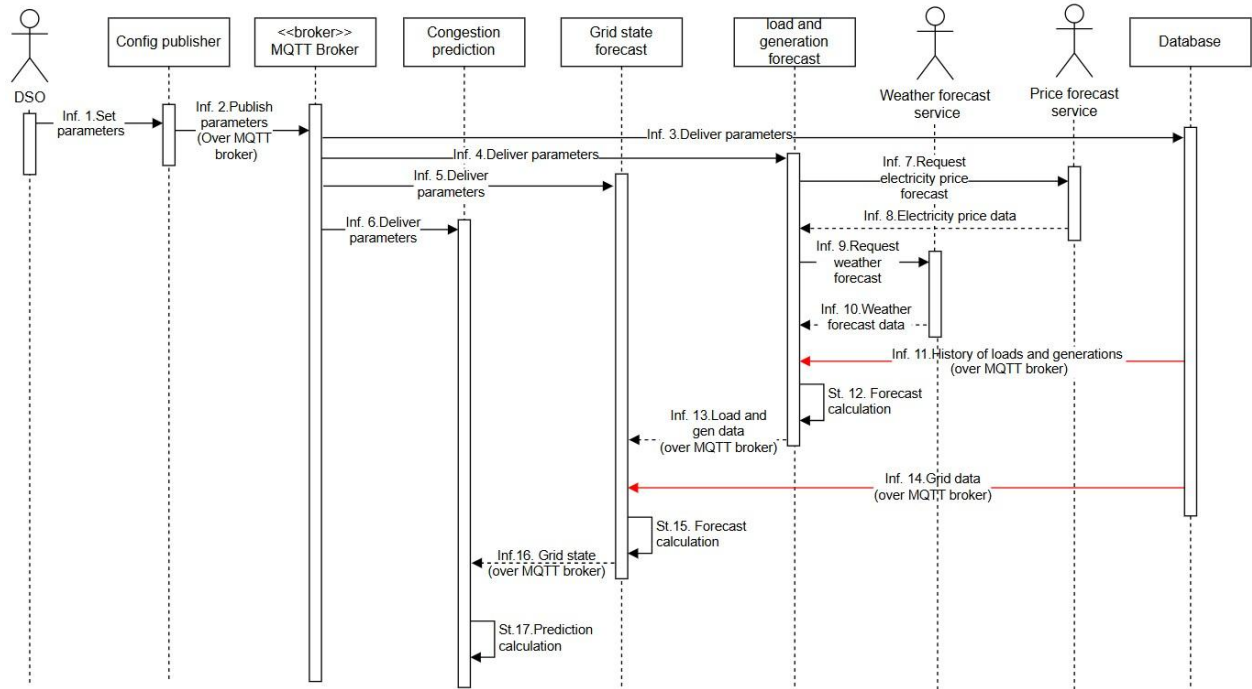 Config publisher
<<broker>>
MQTT Broker
Congestion
prediction
Grid state
forecast
load and
generation
forecast
Database
DSO
Weather forecast
service
Price forecast
service
Inf. 1.Set
parameters
Inf. 2.Publish
parameters
(Over MQTT
broker)
Inf. 3.Deliver parameters
Inf. 4.Deliver parameters
Inf. 5.Deliver
parameters
Inf. 6.Deliver
parameters
Inf. 7.Request
electricity price
forecast
Inf. 8.Electricity price data
Inf. 9.Request
weather
forecast
Inf. 10.Weather
forecast data
Inf. 11.History of loads and generations
(over MQTT broker)
St. 12. Forecast
calculation
Inf. 13.Load and
gen data
(over MQTT broker)
Inf. 14.Grid data
(over MQTT broker)
St.15. Forecast
calculation
Inf.16. Grid state
(over MQTT broker)
St.17.Prediction
calculation